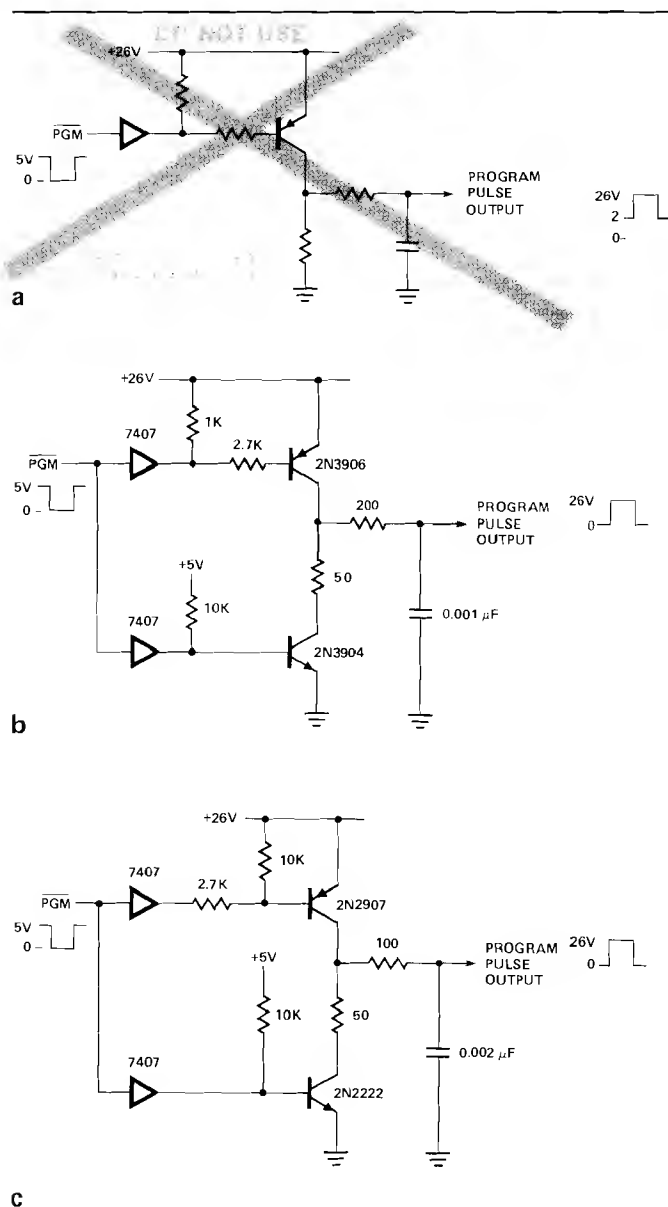 DO NOT USE
+26V
PGM
5V
0
PROGRAM
PULSE
OUTPUT
26V
2
0
a
+26V
7407
1K
2.7K
PGM
2N3906
5V
0
200
PROGRAM
PULSE
OUTPUT
26V
0
+5V
50
10K
7407
0.001 µF
2N3904
b
+26V
10K
7407
2.7K
PGM
2N2907
5V
0
100
PROGRAM
PULSE
OUTPUT
26V
0
+5V
10K
50
7407
0.002 µF
2N2222
c